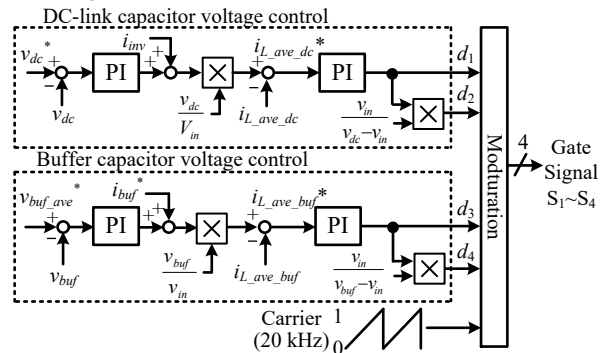 DC-link capacitor voltage control
v_dc* + − PI + + i_inv × i_L_ave_dc* + − PI d_1
v_dc v_dc/V_in i_L_ave_dc v_in/(v_dc−v_in) × d_2
Buffer capacitor voltage control
v_buf_ave* + − PI + + i_buf* × i_L_ave_buf* + − PI d_3
v_buf v_buf/v_in i_L_ave_buf v_in/(v_buf−v_in) × d_4
Modturation
4
Gate
Signal
S_1~S_4
Carrier 1
(20 kHz) 0